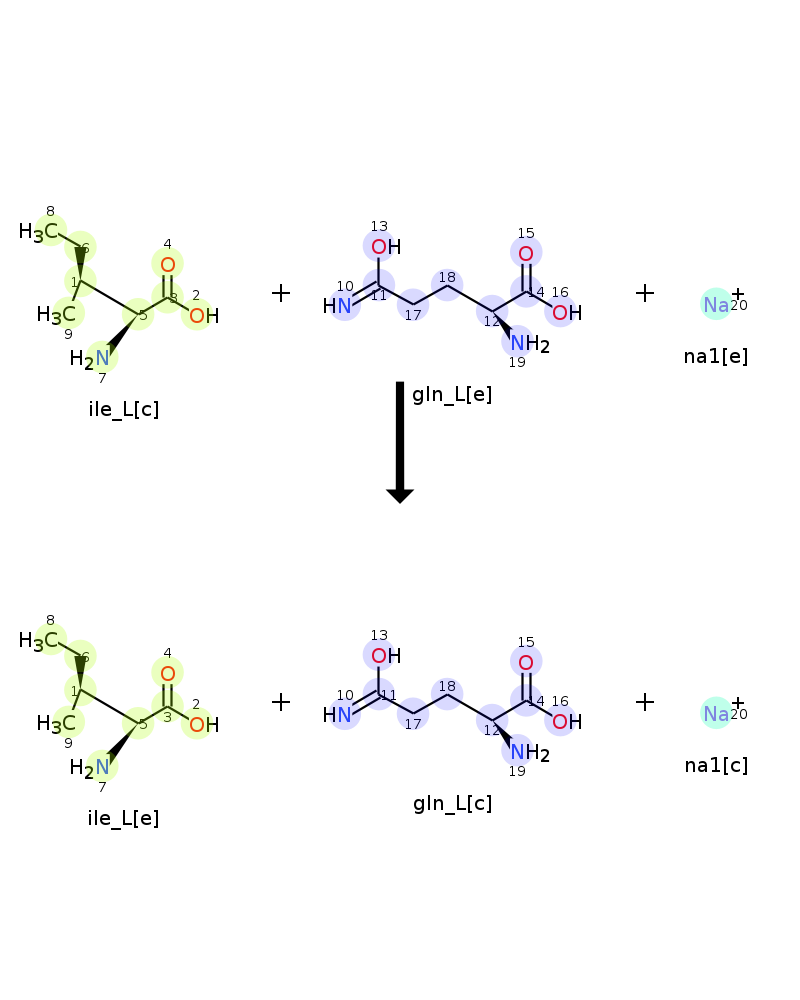 8
H3C
6
4
O
1
3
2
OH
H3C
9
5
H2N
7
ile_L[c]
+
13
OH
10
HN
11
17
18
12
15
O
14
16
OH
NH2
19
gln_L[e]
+
Na+
20
na1[e]
8
H3C
6
4
O
1
3
2
OH
H3C
9
5
H2N
7
ile_L[e]
+
13
OH
10
HN
11
17
18
12
15
O
14
16
OH
NH2
19
gln_L[c]
+
Na+
20
na1[c]